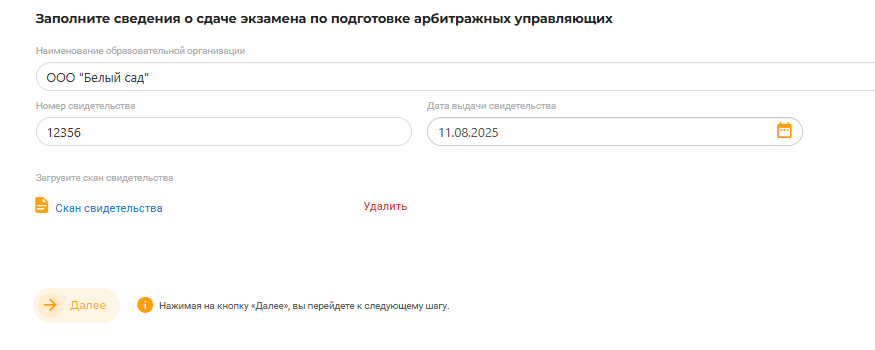 Заполните сведения о сдаче экзамена по подготовке арбитражных управляющих
Наименование образовательной организации
ООО "Белый сад"
Номер свидетельства
Дата выдачи свидетельства
12356
11.08.2025
Загрузите скан свидетельства
Скан свидетельства
Удалить
Далее
Нажимая на кнопку «Далее», вы перейдете к следующему шагу.